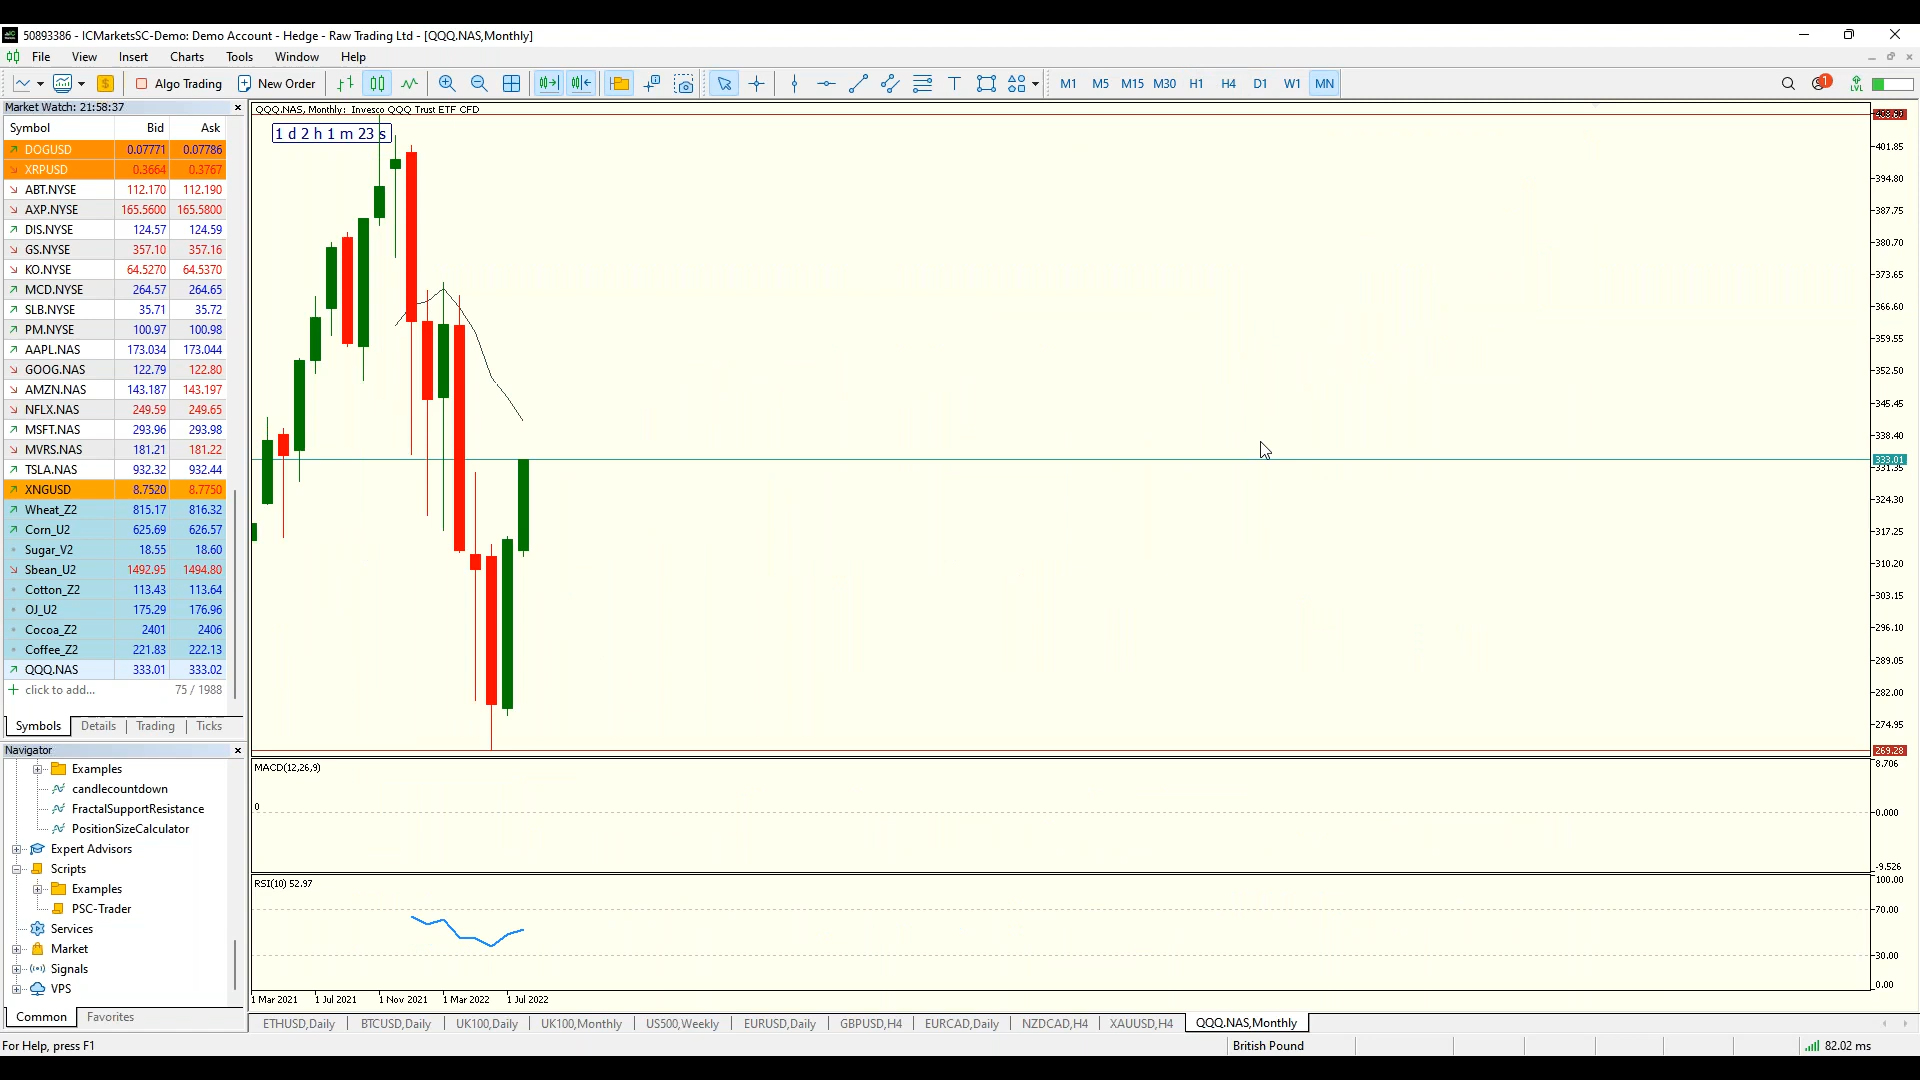 50893386 - ICMarketsSC-Demo: Demo Account - Hedge - Raw Trading Ltd - [QQQ.NAS,Monthly]
File View Insert Charts Tools Window Help
Algo Trading New Order M1 M5 M15 M30 H1 H4 D1 W1 MN 1 LVL
Market Watch: 21:58:37
Symbol Bid Ask
DOGUSD 0.07771 0.07786
XRPUSD 0.3664 0.3767
ABT.NYSE 112.170 112.190
AXP.NYSE 165.5600 165.5800
DIS.NYSE 124.57 124.59
GS.NYSE 357.10 357.16
KO.NYSE 64.5270 64.5370
MCD.NYSE 264.57 264.65
SLB.NYSE 35.71 35.72
PM.NYSE 100.97 100.98
AAPL.NAS 173.034 173.044
GOOG.NAS 122.79 122.80
AMZN.NAS 143.187 143.197
NFLX.NAS 249.59 249.65
MSFT.NAS 293.96 293.98
MVRS.NAS 181.21 181.22
TSLA.NAS 932.32 932.44
XNGUSD 8.7520 8.7750
Wheat_Z2 815.17 816.32
Corn_U2 625.69 626.57
Sugar_V2 18.55 18.60
Sbean_U2 1492.95 1494.80
Cotton_Z2 113.43 113.64
OJ_U2 175.29 176.96
Cocoa_Z2 2401 2406
Coffee_Z2 221.83 222.13
QQQ.NAS 333.01 333.02
click to add... 75 / 1988
Symbols Details Trading Ticks
Navigator
Examples
candlecountdown
FractalSupportResistance
PositionSizeCalculator
Expert Advisors
Scripts
Examples
PSC-Trader
Services
Market
Signals
VPS
Common Favorites
QQQ.NAS, Monthly: Invesco QQQ Trust ETF CFD
1 d 2 h 1 m 23 s
401.85
394.80
387.75
380.70
373.65
366.60
359.55
352.50
345.45
338.40
333.01
331.35
324.30
317.25
310.20
303.15
296.10
289.05
282.00
274.95
269.28
MACD(12,26,9)
8.706
0
0.000
-9.526
RSI(10) 52.97
100.00
70.00
30.00
0.00
1 Mar 2021 1 Jul 2021 1 Nov 2021 1 Mar 2022 1 Jul 2022
ETHUSD,Daily BTCUSD,Daily UK100,Daily UK100,Monthly US500,Weekly EURUSD,Daily GBPUSD,H4 EURCAD,Daily NZDCAD,H4 XAUUSD,H4 QQQ.NAS,Monthly
For Help, press F1 British Pound 82.02 ms